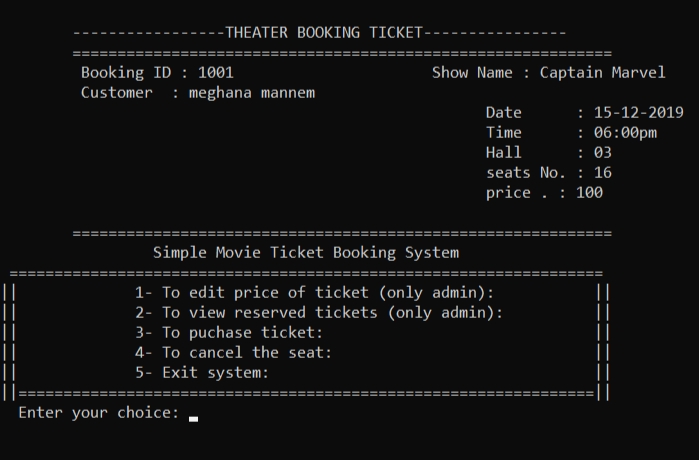 -----------------THEATER BOOKING TICKET----------------
============================================================
Booking ID : 1001 Show Name : Captain Marvel
Customer  : meghana mannem
Date      : 15-12-2019
Time      : 06:00pm
Hall      : 03
seats No. : 16
price . : 100
============================================================
Simple Movie Ticket Booking System
==================================================================
|| 1- To edit price of ticket (only admin): ||
|| 2- To view reserved tickets (only admin): ||
|| 3- To puchase ticket: ||
|| 4- To cancel the seat: ||
|| 5- Exit system: ||
||================================================================||
Enter your choice: